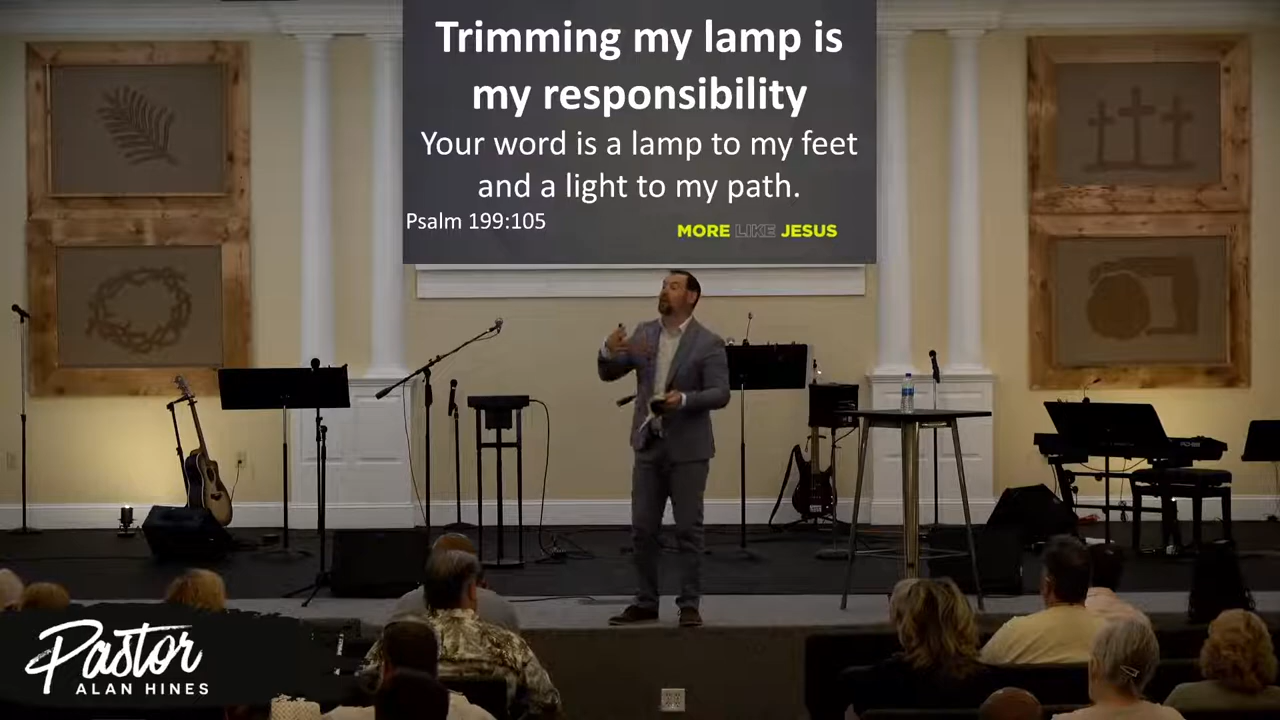 Trimming my lamp is
my responsibility
Your word is a lamp to my feet
and a light to my path.
Psalm 199:105
MORE LIKE JESUS
Pastor
ALAN HINES